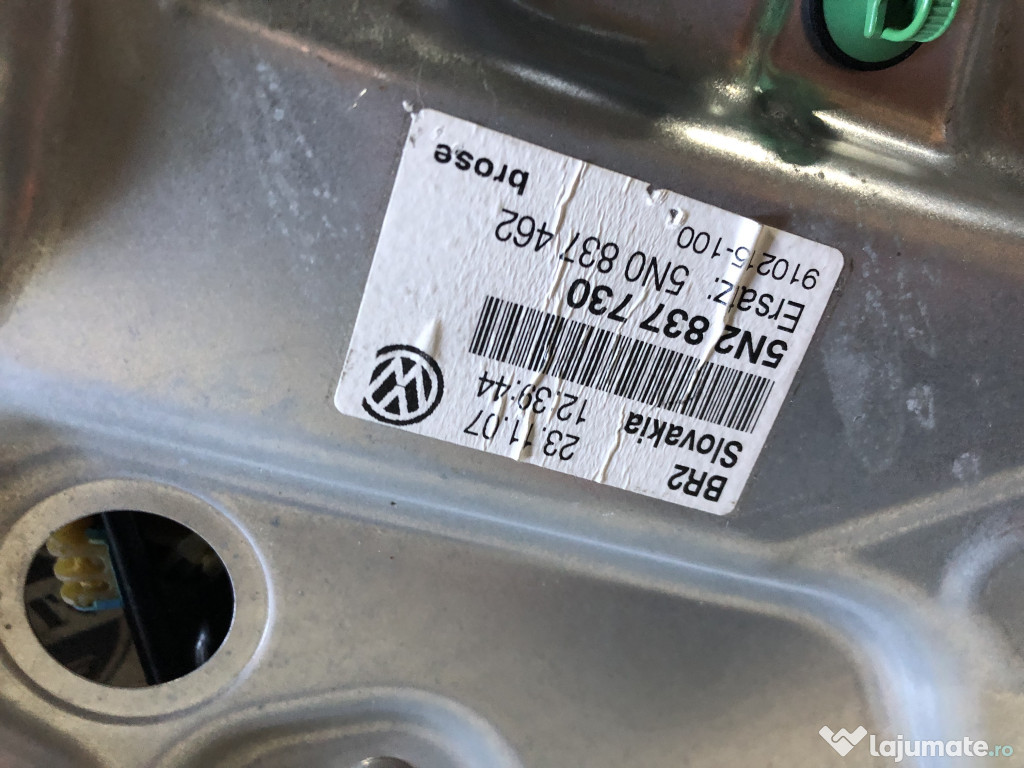 BR2
23.11.07
Slovakia
12:39:44
5N2 837 730
Ersatz: 5N0 837 462
910215-100
brose
lajumate.ro